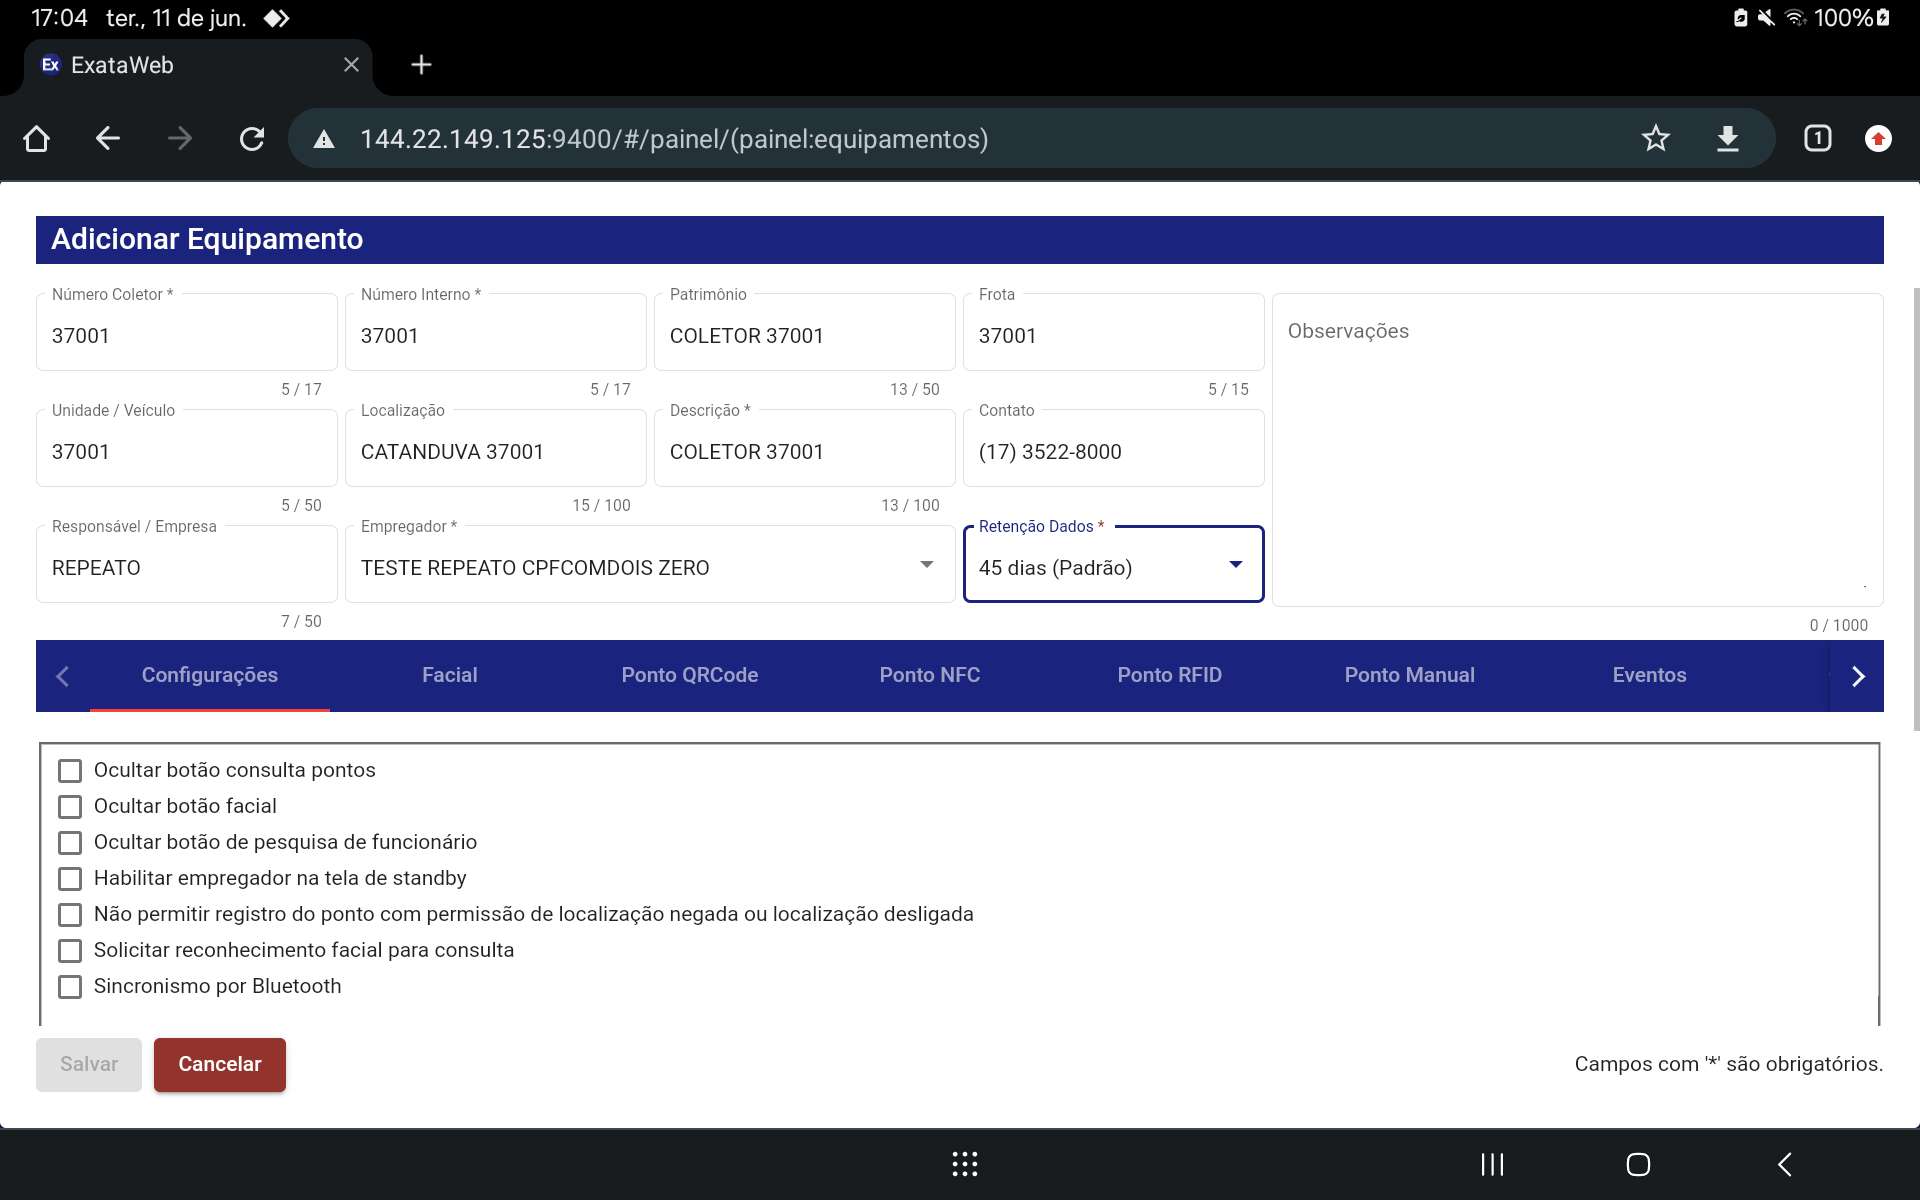 17:04 ter., 11 de jun.
100%
Ex ExataWeb
144.22.149.125:9400/#/painel/(painel:equipamentos)
1
Adicionar Equipamento
Número Coletor *
37001
5 / 17
Número Interno *
37001
5 / 17
Patrimônio
COLETOR 37001
13 / 50
Frota
37001
5 / 15
Observações
0 / 1000
Unidade / Veículo
37001
5 / 50
Localização
CATANDUVA 37001
15 / 100
Descrição *
COLETOR 37001
13 / 100
Contato
(17) 3522-8000
Responsável / Empresa
REPEATO
7 / 50
Empregador *
TESTE REPEATO CPFCOMDOIS ZERO
Retenção Dados *
45 dias (Padrão)
Configurações Facial Ponto QRCode Ponto NFC Ponto RFID Ponto Manual Eventos
Ocultar botão consulta pontos
Ocultar botão facial
Ocultar botão de pesquisa de funcionário
Habilitar empregador na tela de standby
Não permitir registro do ponto com permissão de localização negada ou localização desligada
Solicitar reconhecimento facial para consulta
Sincronismo por Bluetooth
Salvar Cancelar
Campos com '*' são obrigatórios.